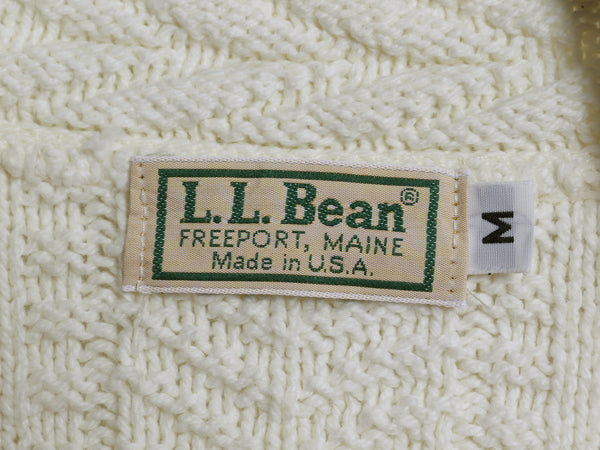 L.L. Bean®
FREEPORT, MAINE
Made in U.S.A.
M